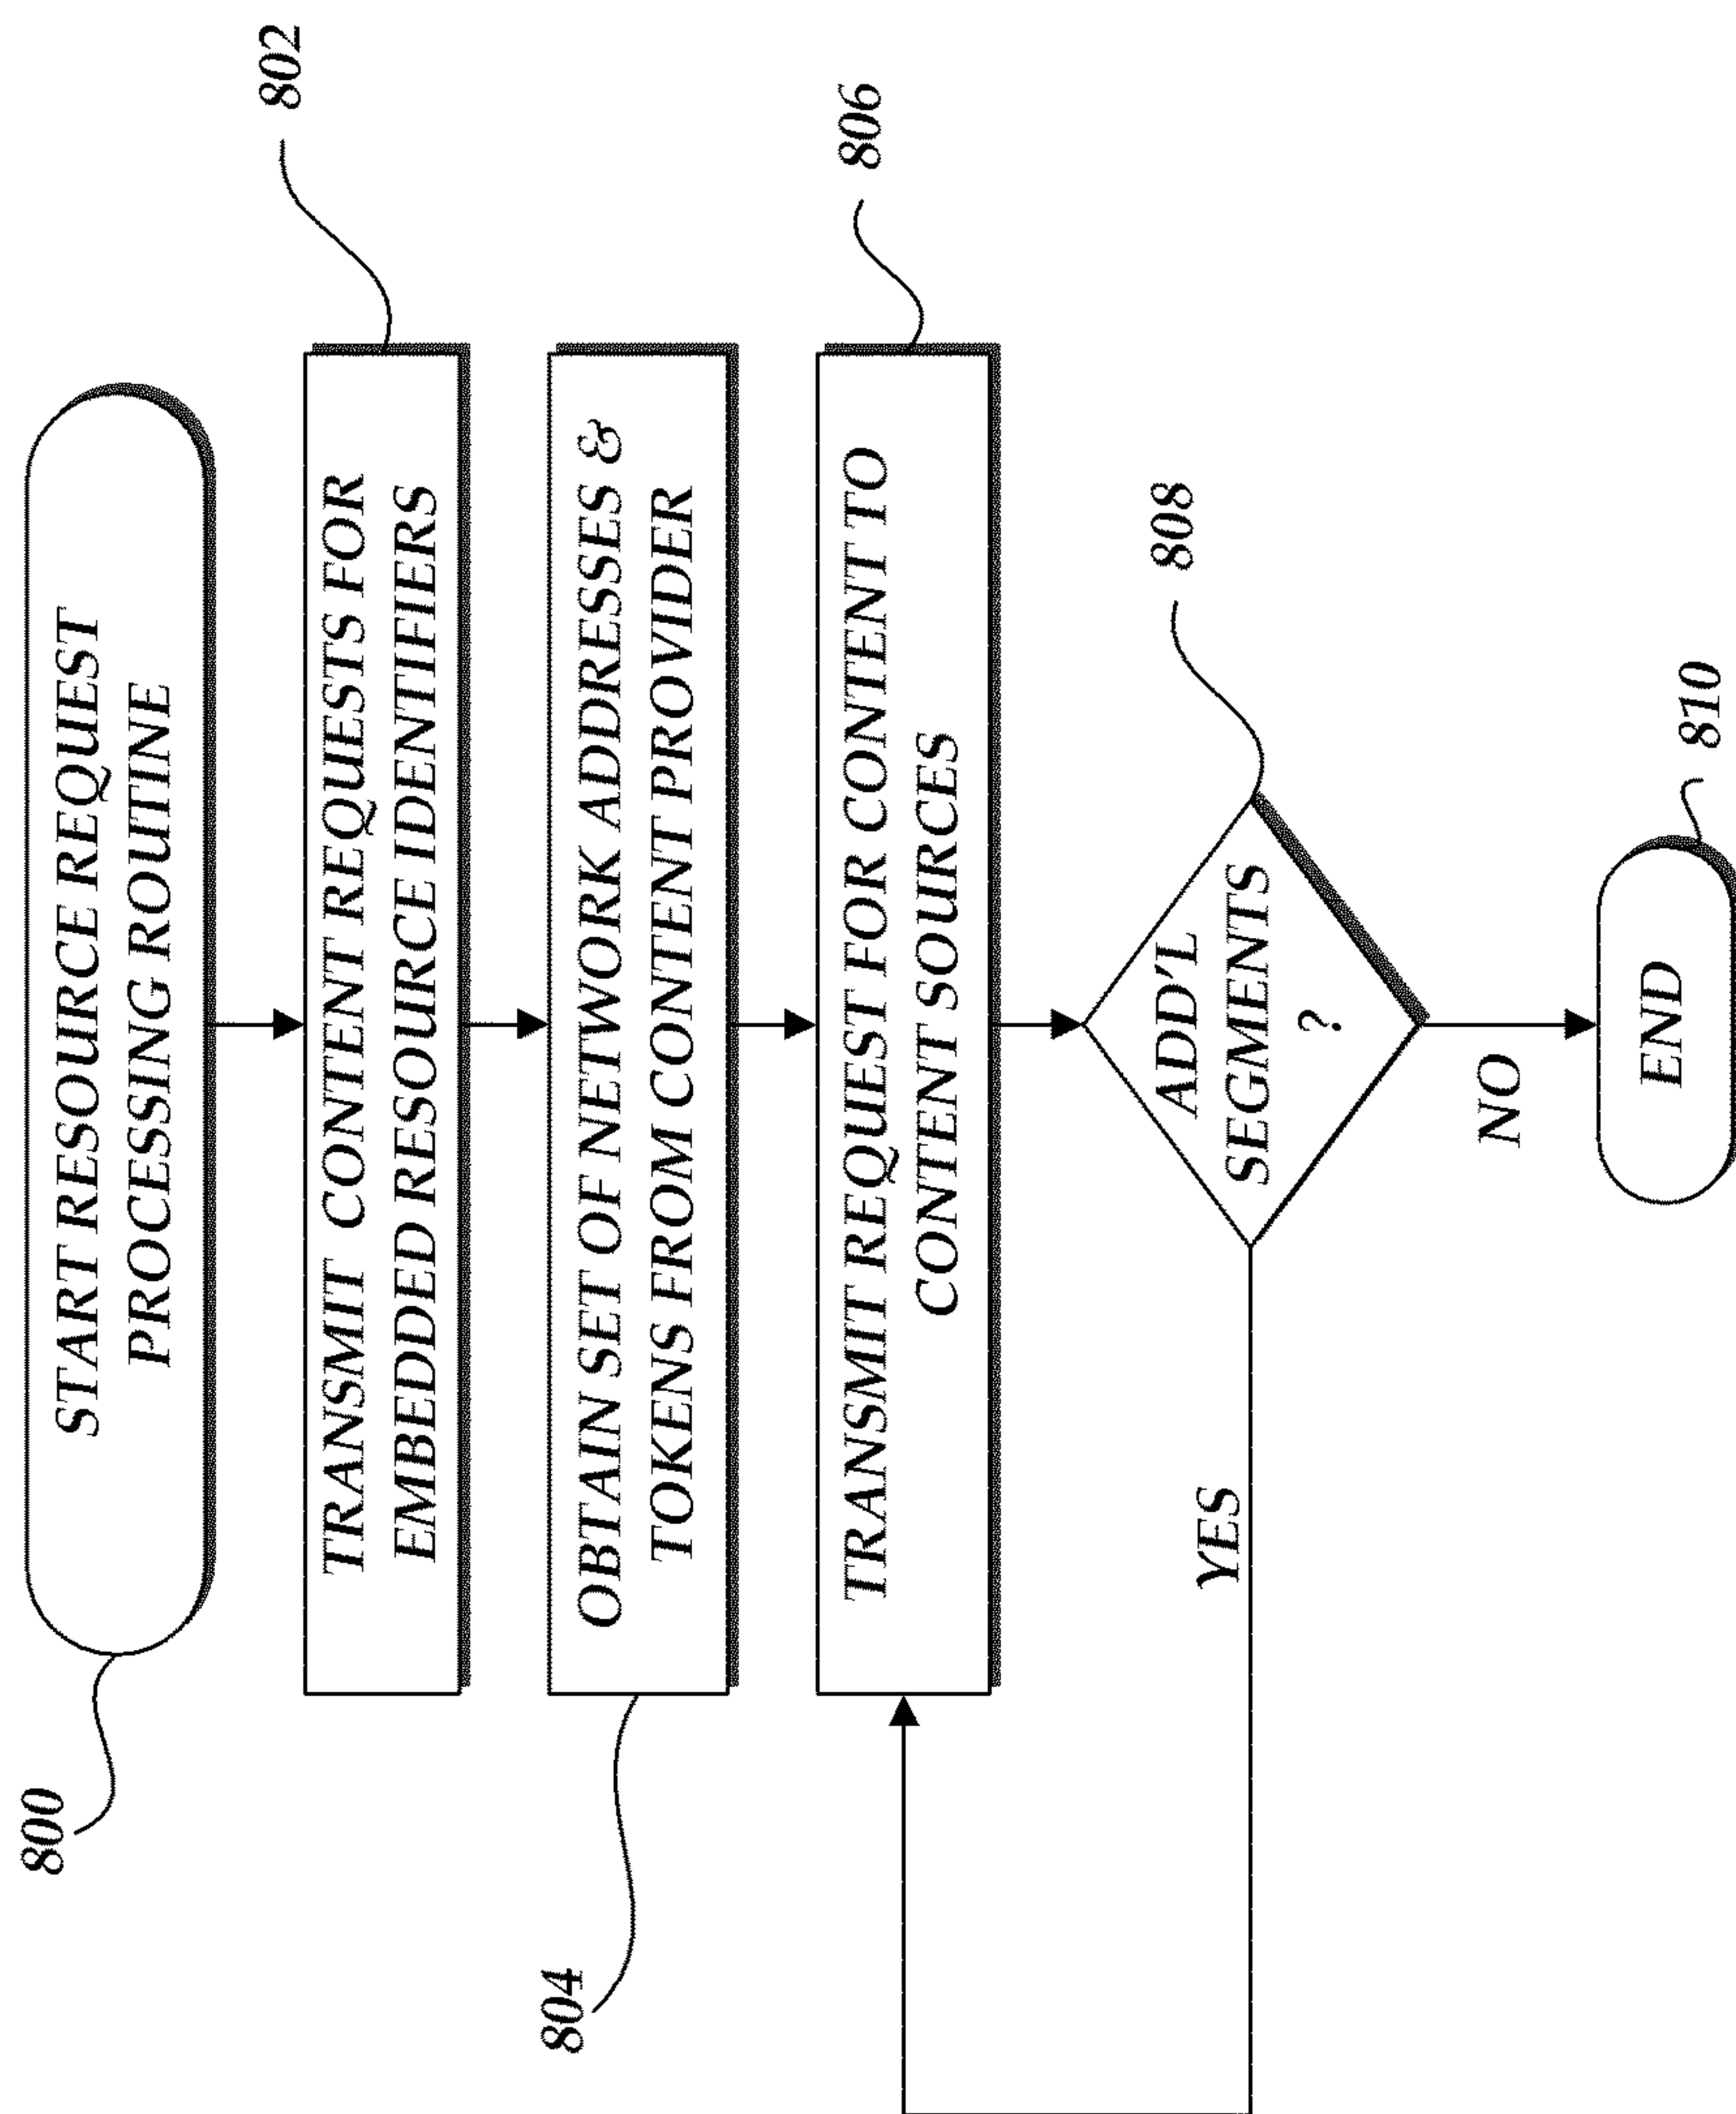 800
START RESOURCE REQUEST
PROCESSING ROUTINE
802
TRANSMIT CONTENT REQUESTS FOR
EMBEDDED RESOURCE IDENTIFIERS
804
OBTAIN SET OF NETWORK ADDRESSES &
TOKENS FROM CONTENT PROVIDER
806
TRANSMIT REQUEST FOR CONTENT TO
CONTENT SOURCES
808
ADD'L
SEGMENTS
?
YES
NO
810
END